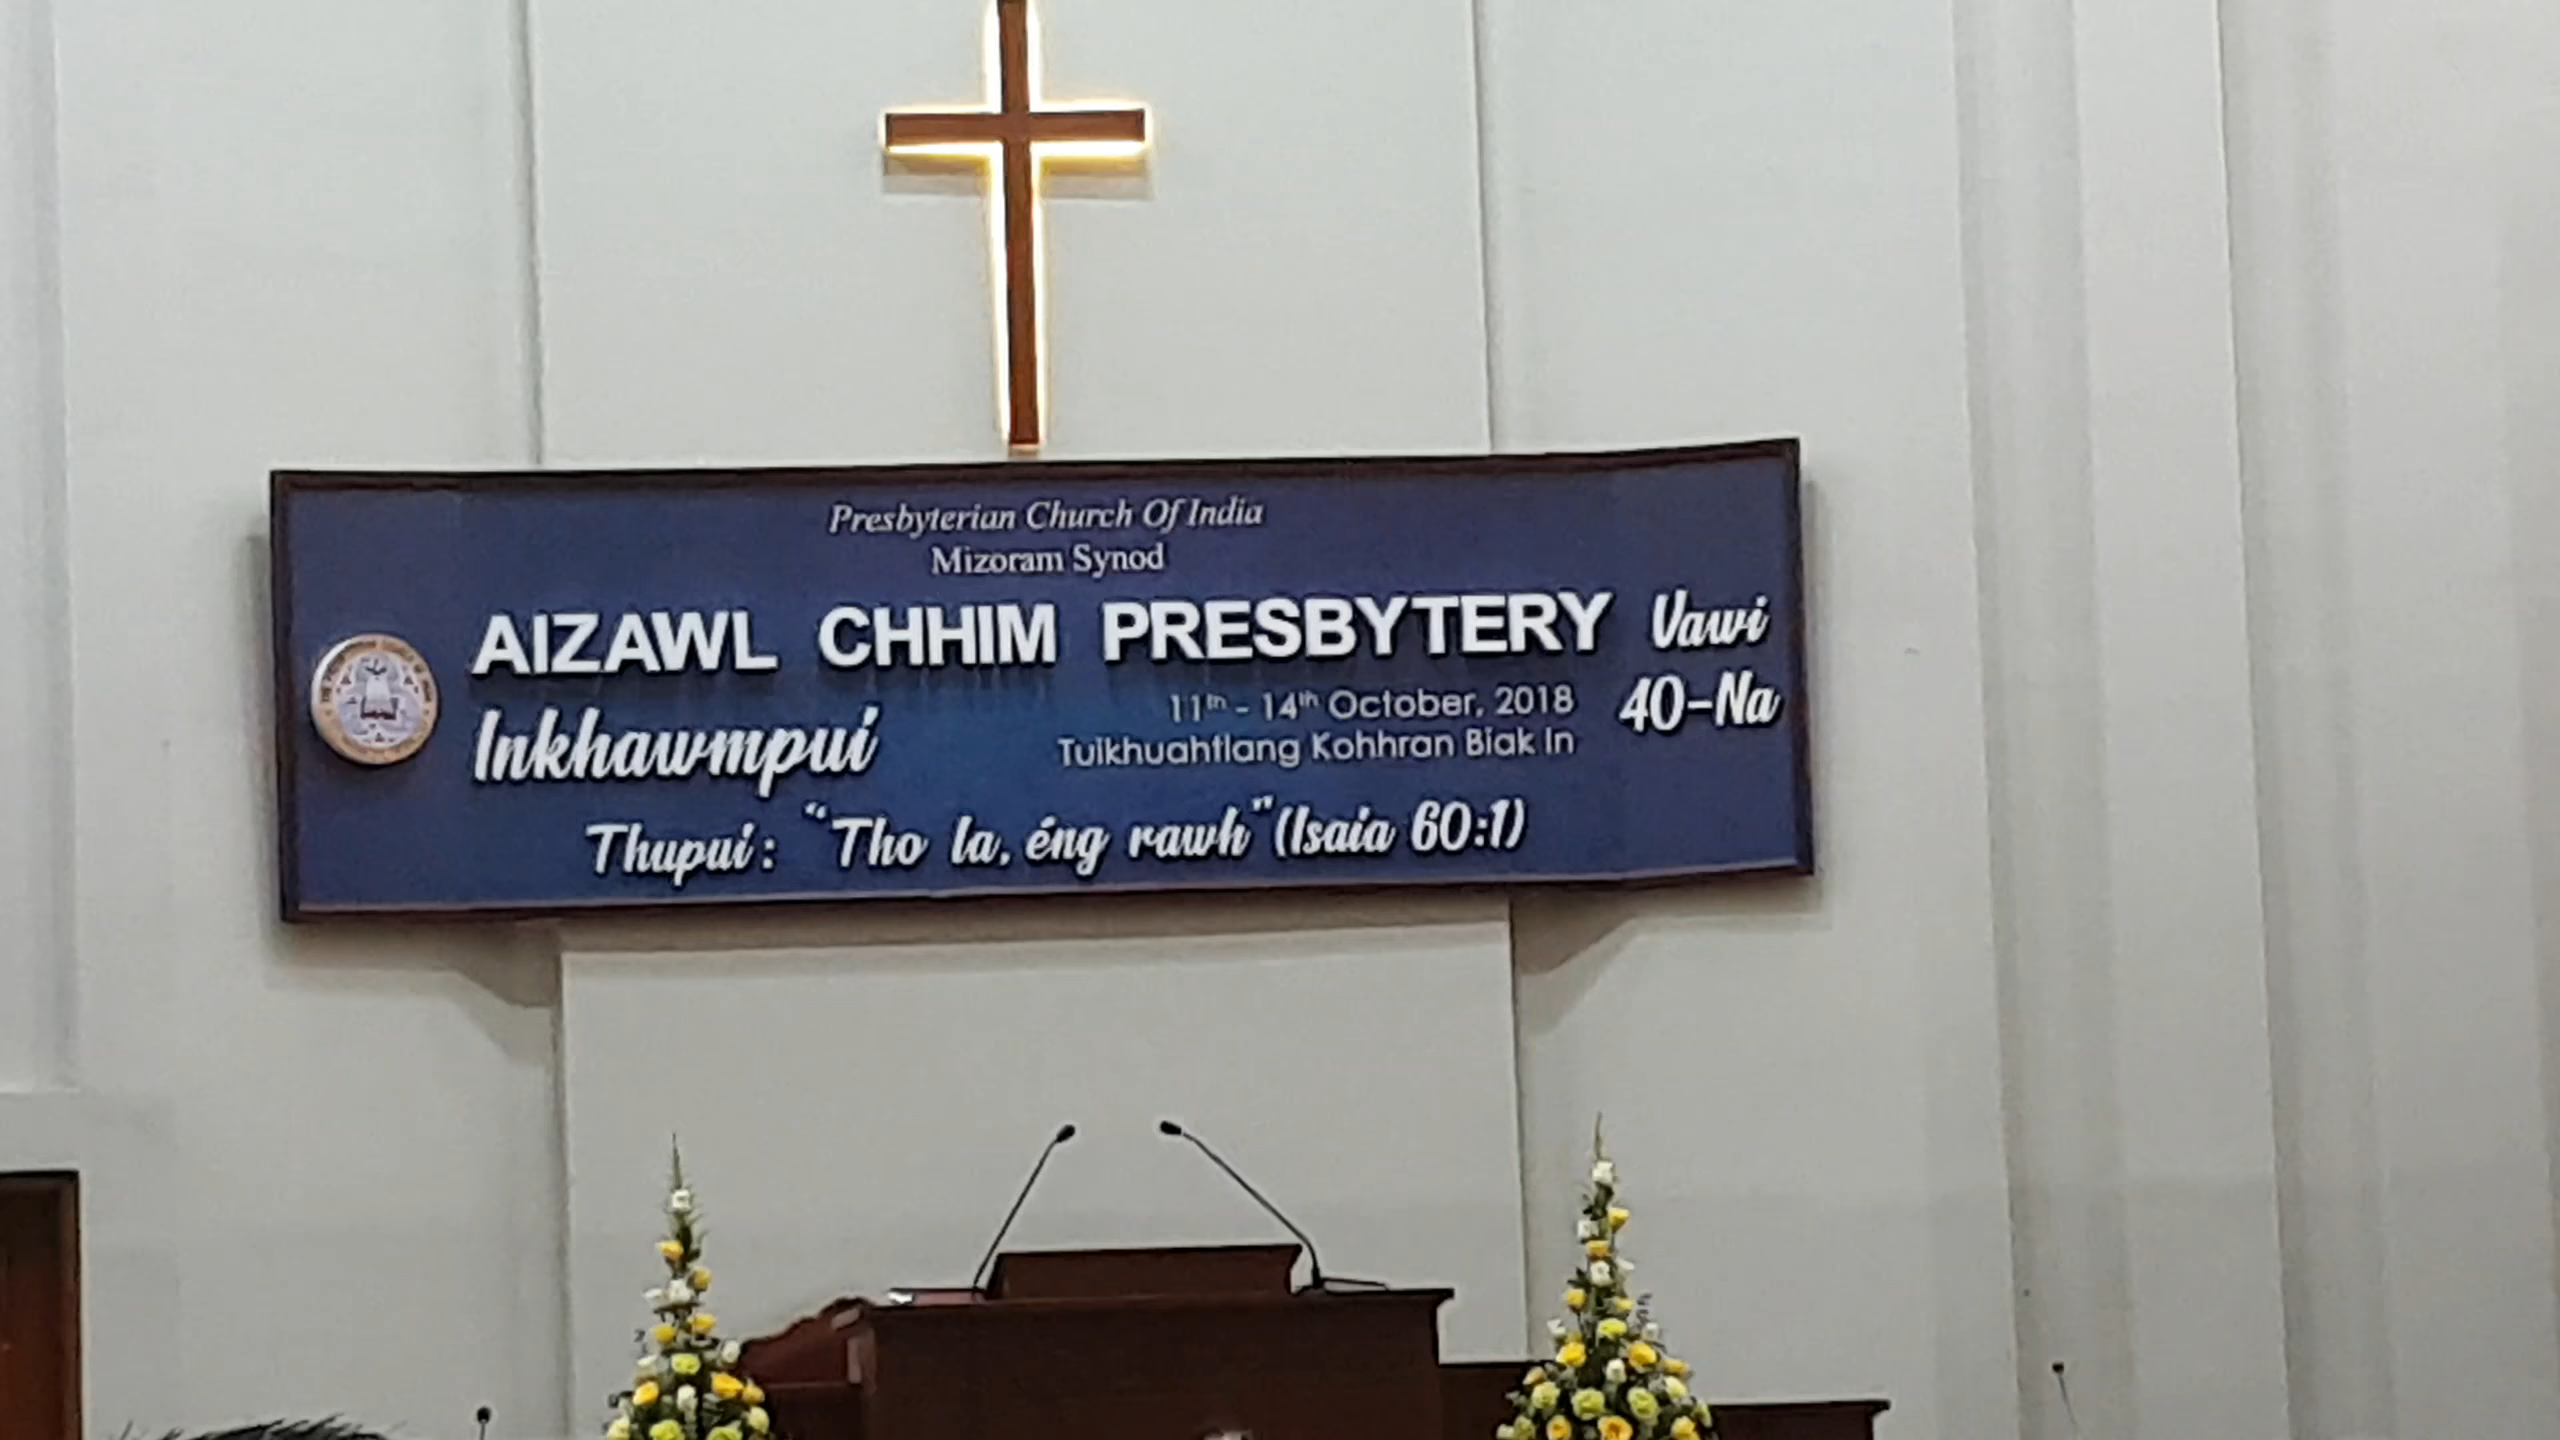 Presbyterian Church Of India
Mizoram Synod
AIZAWL CHHIM PRESBYTERY
Vawi
40-Na
Inkhawmpui
11th - 14th October, 2018
Tuikhuahtlang Kohhran Biak In
Thupui: "Tho la, éng rawh" (Isaia 60:1)